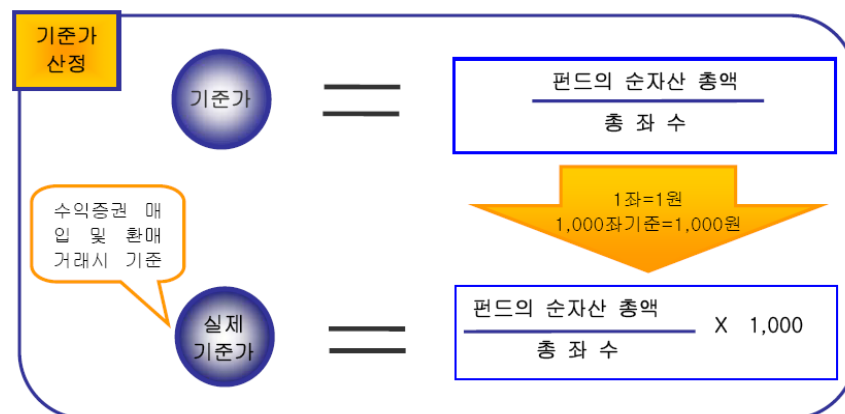 기준가
산정
기준가
펀드의 순자산 총액
총 좌 수
1좌=1원
1,000좌기준=1,000원
수익증권 매
입 및 환매
거래시 기준
실제
기준가
펀드의 순자산 총액
총 좌 수
X 1,000